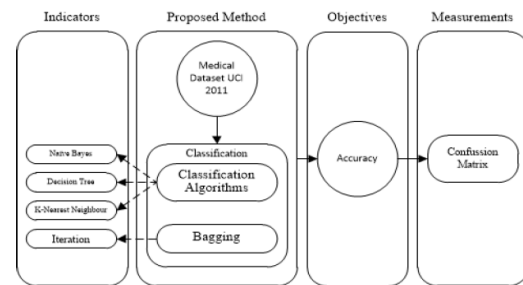 Indicators
Proposed Method
Objectives
Measurements
Medical
Dataset UCI
2011
Naive Bayes
Decision Tree
K-Nearest Neighbour
Iteration
Classification
Classification
Algorithms
Bagging
Accuracy
Confussion
Matrix